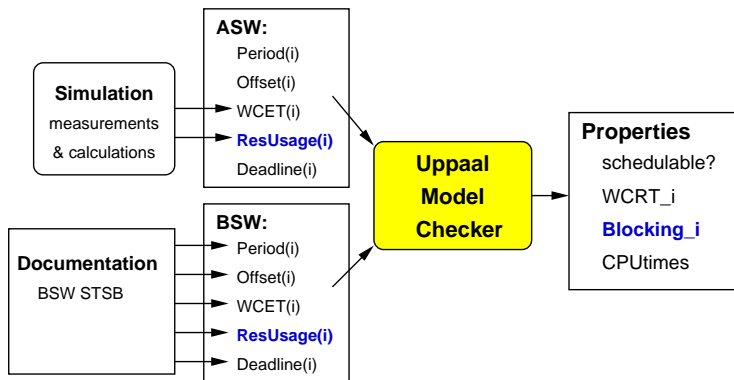 Simulation
measurements
& calculations
ASW:
Period(i)
Offset(i)
WCET(i)
ResUsage(i)
Deadline(i)
Documentation
BSW STSB
BSW:
Period(i)
Offset(i)
WCET(i)
ResUsage(i)
Deadline(i)
Uppaal
Model
Checker
Properties
schedulable?
WCRT_i
Blocking_i
CPUtimes